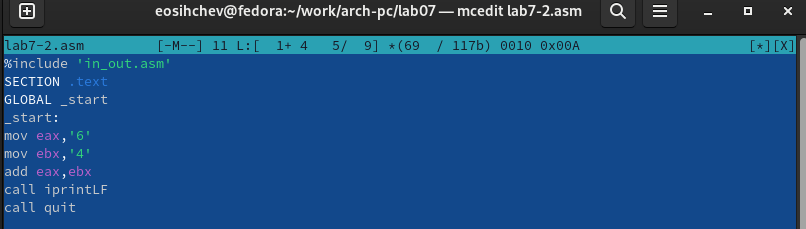 eosihchev@fedora:~/work/arch-pc/lab07 — mcedit lab7-2.asm
lab7-2.asm         [-M--] 11 L:[  1+ 4   5/  9] *(69  / 117b) 0010 0x00A                     [*][X]
%include 'in_out.asm'
SECTION .text
GLOBAL _start
_start:
mov eax,'6'
mov ebx,'4'
add eax,ebx
call iprintLF
call quit